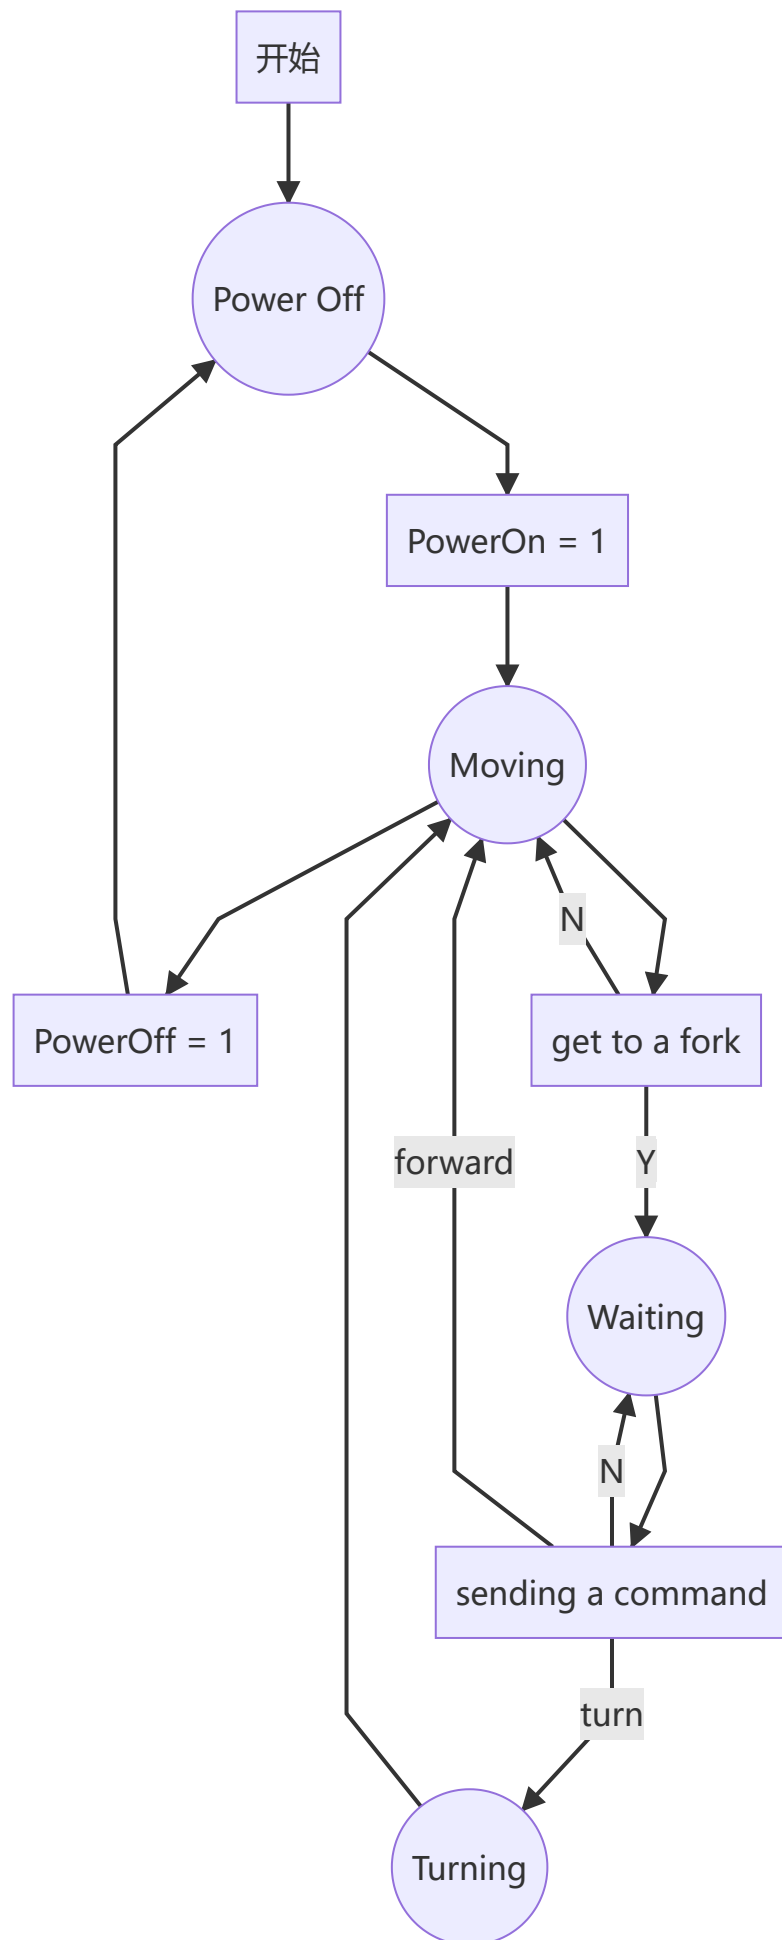 开始
Power Off
PowerOn = 1
Moving
N
PowerOff = 1
get to a fork
forward
Y
Waiting
N
sending a command
turn
Turning